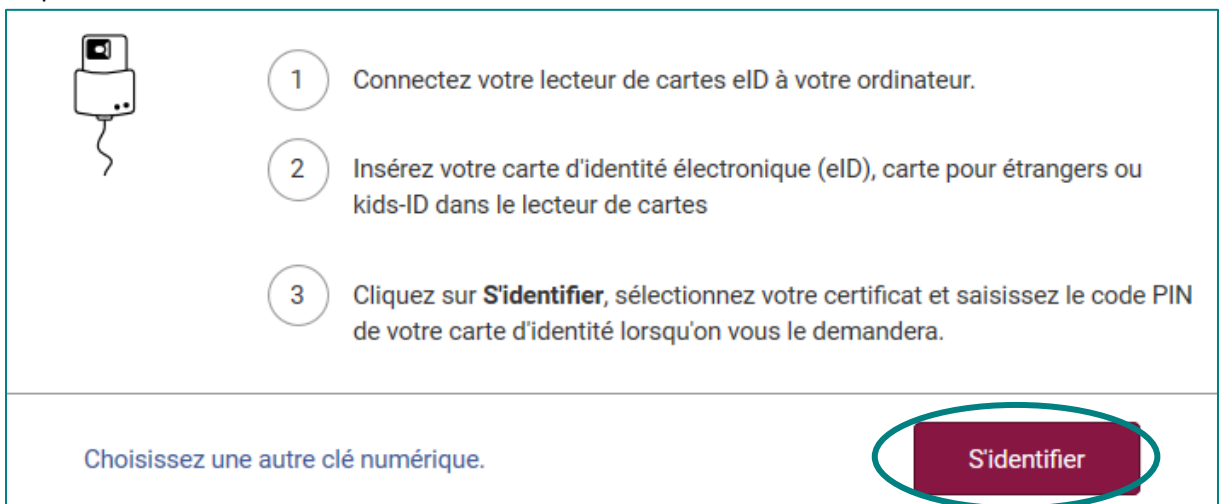 1 Connectez votre lecteur de cartes eID à votre ordinateur.
2 Insérez votre carte d'identité électronique (eID), carte pour étrangers ou
kids-ID dans le lecteur de cartes
3 Cliquez sur S'identifier, sélectionnez votre certificat et saisissez le code PIN
de votre carte d'identité lorsqu'on vous le demandera.
Choisissez une autre clé numérique. S'identifier